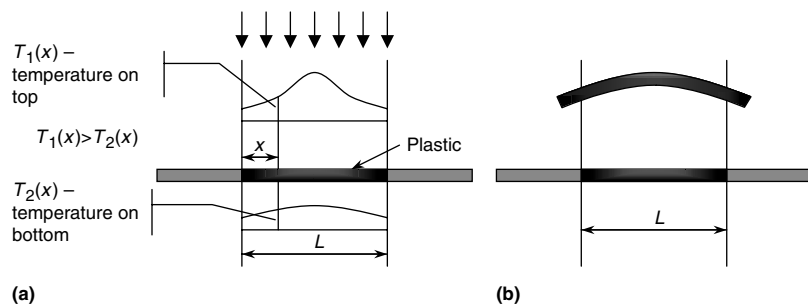 T₁(x) –
temperature on
top
T₁(x)>T₂(x)
x
Plastic
T₂(x) –
temperature on
bottom
L
L
(a)
(b)